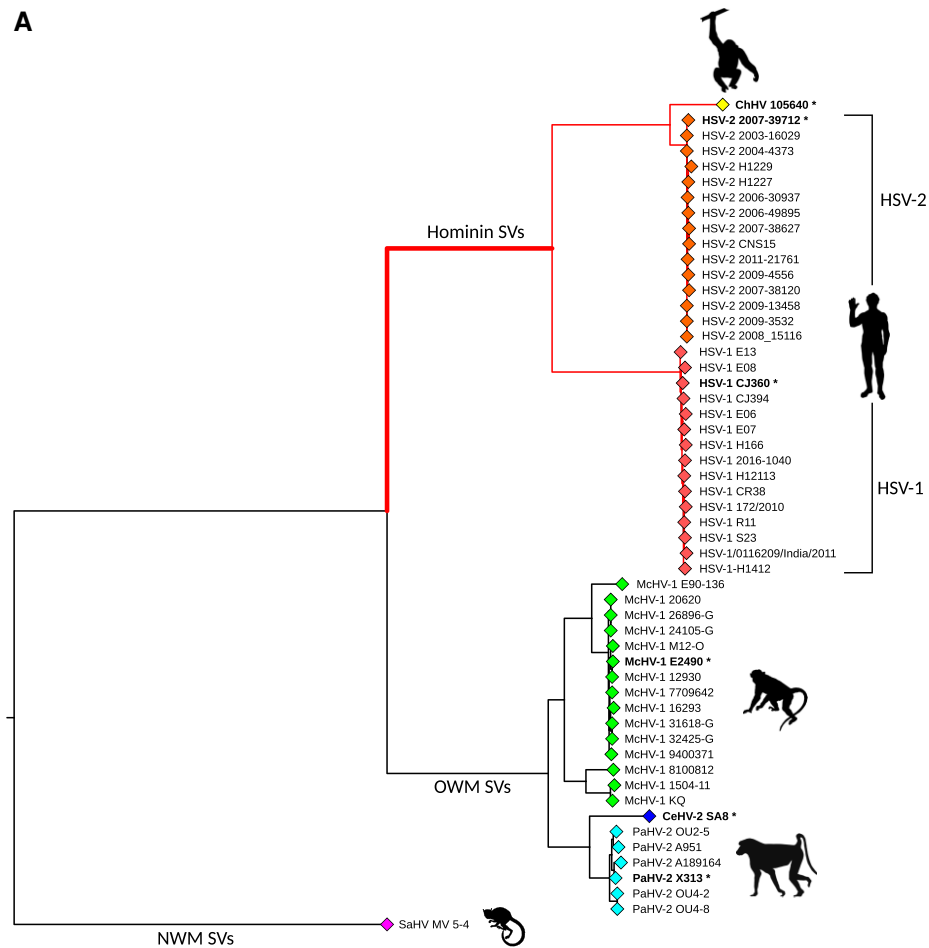 A
ChHV 105640 *
HSV-2 2007-39712 *
HSV-2 2003-16029
HSV-2 2004-4373
HSV-2 H1229
HSV-2 H1227
HSV-2 2006-30937
HSV-2
HSV-2 2006-49895
HSV-2 2007-38627
Hominin SVs
HSV-2 CNS15
HSV-2 2011-21761
HSV-2 2009-4556
HSV-2 2007-38120
HSV-2 2009-13458
HSV-2 2009-3532
HSV-2 2008_15116
HSV-1 E13
HSV-1 E08
HSV-1 CJ360 *
HSV-1 CJ394
HSV-1 E06
HSV-1 E07
HSV-1 H166
HSV-1 2016-1040
HSV-1 H12113
HSV-1
HSV-1 CR38
HSV-1 172/2010
HSV-1 R11
HSV-1 S23
HSV-1/0116209/India/2011
HSV-1-H1412
McHV-1 E90-136
McHV-1 20620
McHV-1 26896-G
McHV-1 24105-G
McHV-1 M12-O
McHV-1 E2490 *
McHV-1 12930
McHV-1 7709642
McHV-1 16293
McHV-1 31618-G
McHV-1 32425-G
McHV-1 9400371
McHV-1 8100812
OWM SVs
McHV-1 1504-11
McHV-1 KQ
CeHV-2 SA8 *
PaHV-2 OU2-5
PaHV-2 A951
PaHV-2 A189164
PaHV-2 X313 *
PaHV-2 OU4-2
PaHV-2 OU4-8
SaHV MV 5-4
NWM SVs